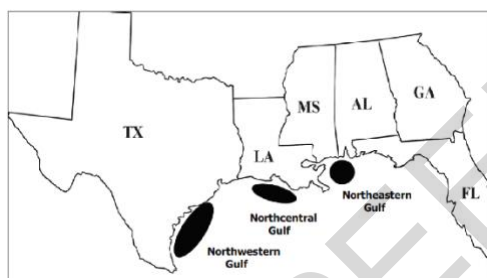 TX
LA
MS
AL
GA
FL
Northcentral
Gulf
Northeastern
Gulf
Northwestern
Gulf